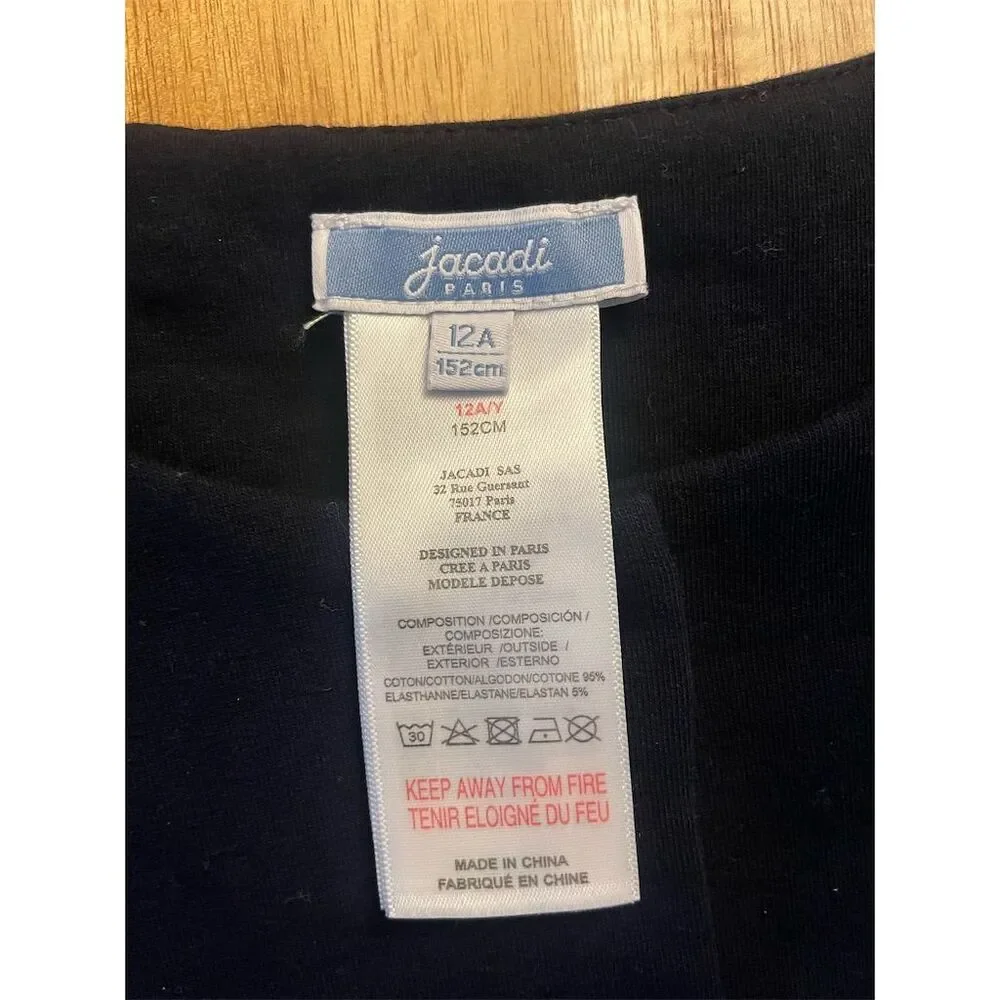 jacadi
PARIS
12A
152cm
12A/Y
152CM
JACADI SAS
32 Rue Guersant
75017 Paris
FRANCE
DESIGNED IN PARIS
CREE A PARIS
MODELE DEPOSE
COMPOSITION /COMPOSICIÓN /
COMPOSIZIONE:
EXTÉRIEUR /OUTSIDE /
EXTERIOR /ESTERNO
COTON/COTTON/ALGODON/COTONE 95%
ELASTHANNE/ELASTANE/ELASTAN 5%
30
KEEP AWAY FROM FIRE
TENIR ELOIGNÉ DU FEU
MADE IN CHINA
FABRIQUÉ EN CHINE